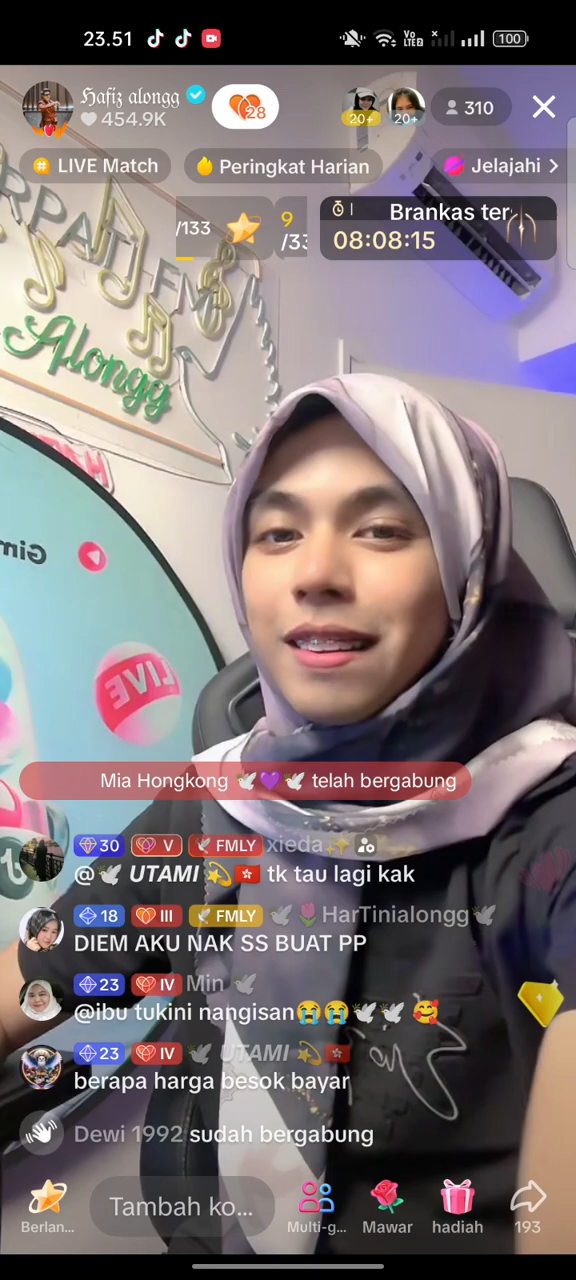 23.51
Vo
LTE2
100
Hafiz alongg
454.9K
28
20+
20+
310
LIVE Match
Peringkat Harian
Jelajahi
/133
9
Brankas ter
08:08:15
Alongg
LIVE
Mia Hongkong 🕊️💜🕊️ telah bergabung
30 V FMLY xieda✨
@🕊️ UTAMI 💫🇭🇰 tk tau lagi kak
18 III FMLY 🕊️🌷HarTinialongg🕊️
DIEM AKU NAK SS BUAT PP
23 IV Min 🕊️
@ibu tukini nangisan😭😭🕊️🕊️ 🥰
23 IV 🕊️ UTAMI 💫🇭🇰
berapa harga besok bayar
Dewi 1992 sudah bergabung
Berlan...
Tambah ko...
Multi-g...
Mawar
hadiah
193